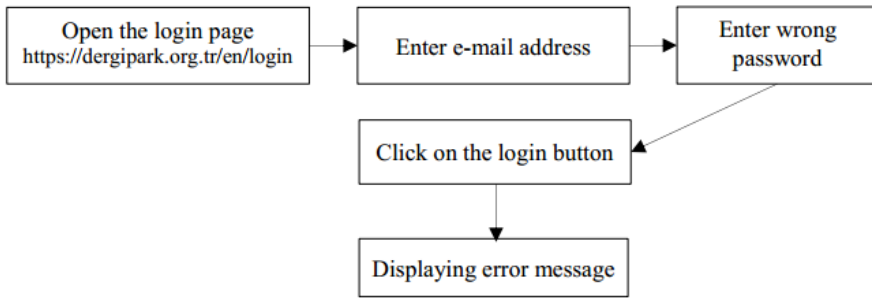 Open the login page
https://dergipark.org.tr/en/login
Enter e-mail address
Enter wrong
password
Click on the login button
Displaying error message